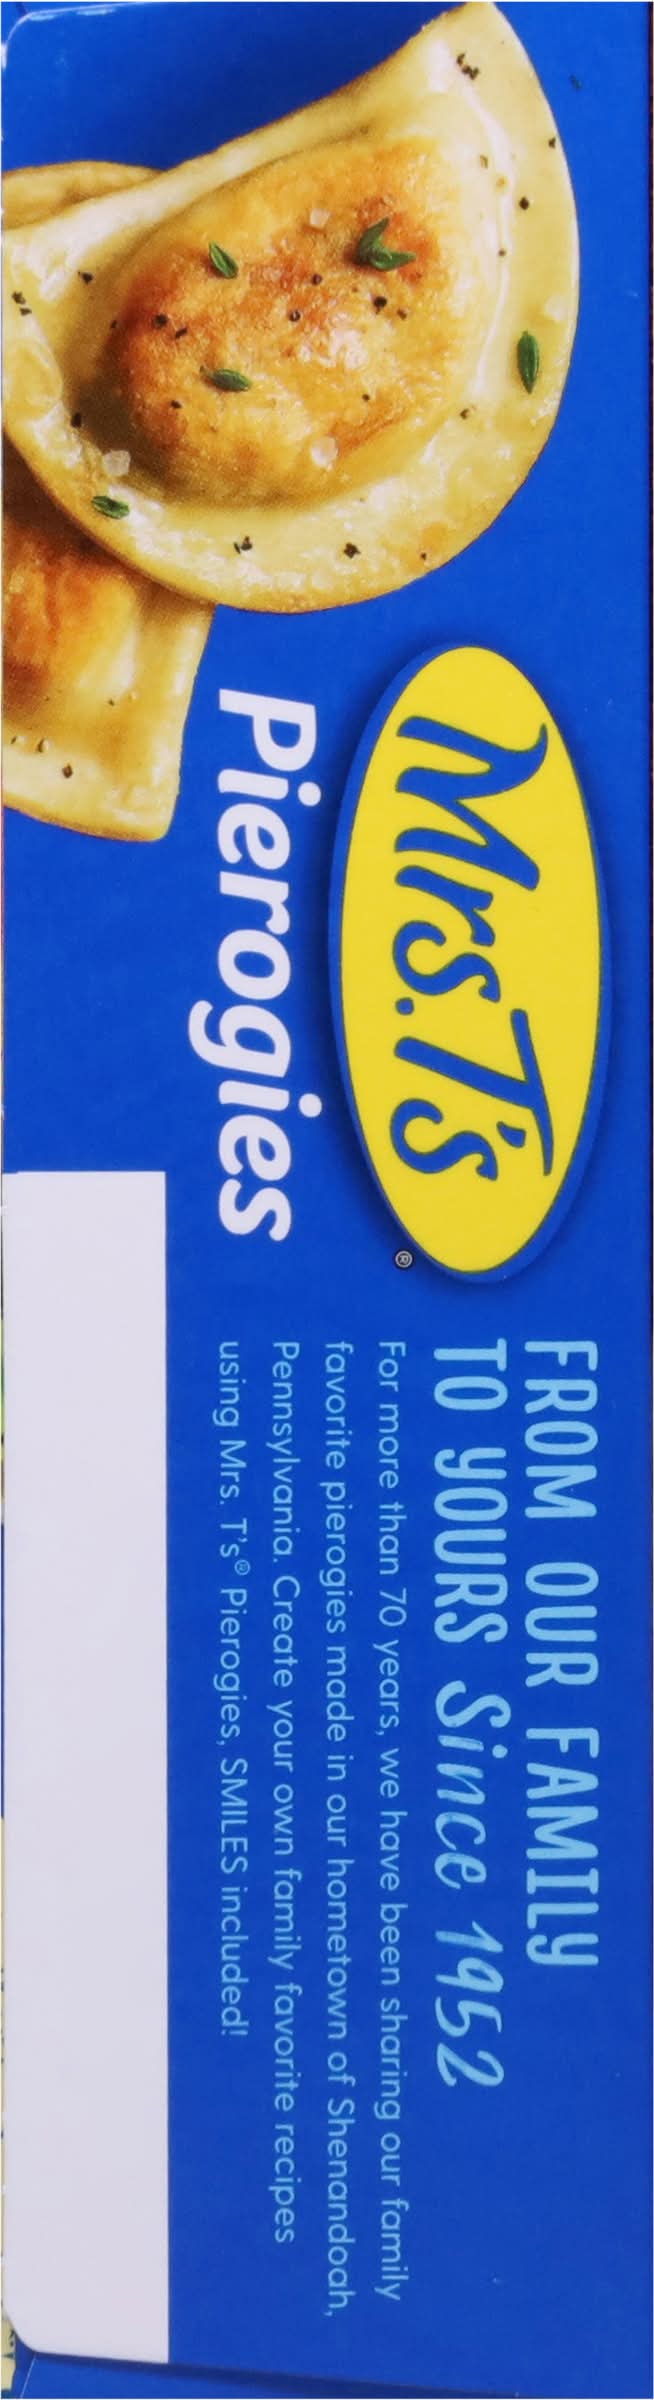 Mrs. T's®
Pierogies
FROM OUR FAMILY
TO YOURS Since 1952
For more than 70 years, we have been sharing our family
favorite pierogies made in our hometown of Shenandoah,
Pennsylvania. Create your own family favorite recipes
using Mrs. T's® Pierogies, SMILES included!